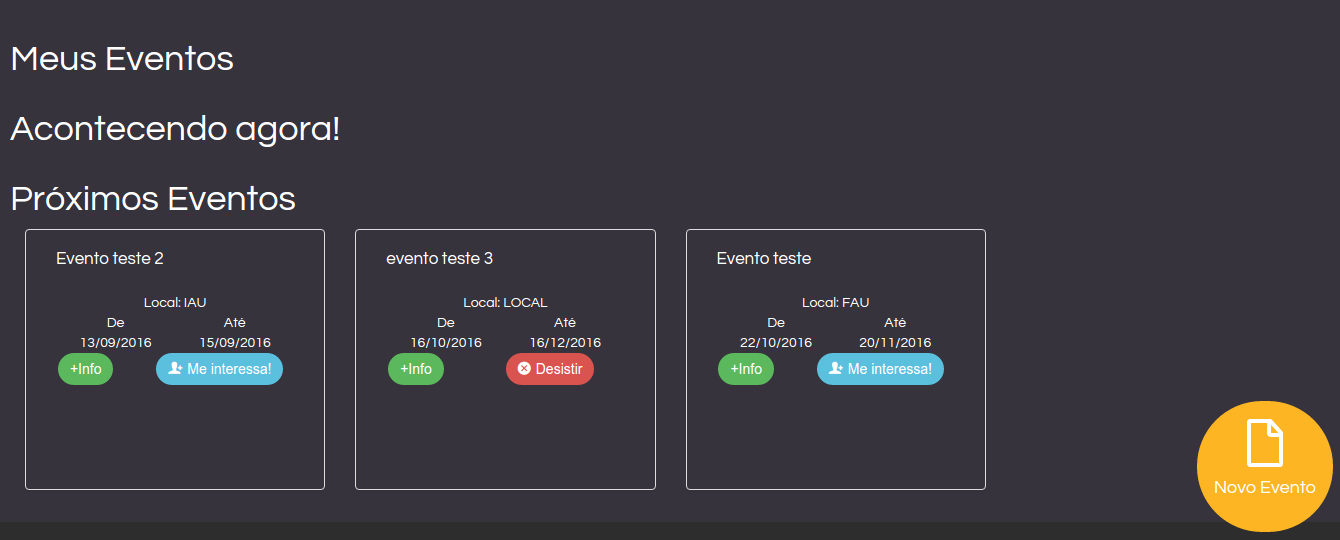 Meus Eventos
Acontecendo agora!
Próximos Eventos
Evento teste 2
Local: IAU
De Até
13/09/2016 15/09/2016
+Info Me interessa!
evento teste 3
Local: LOCAL
De Até
16/10/2016 16/12/2016
+Info Desistir
Evento teste
Local: FAU
De Até
22/10/2016 20/11/2016
+Info Me interessa!
Novo Evento